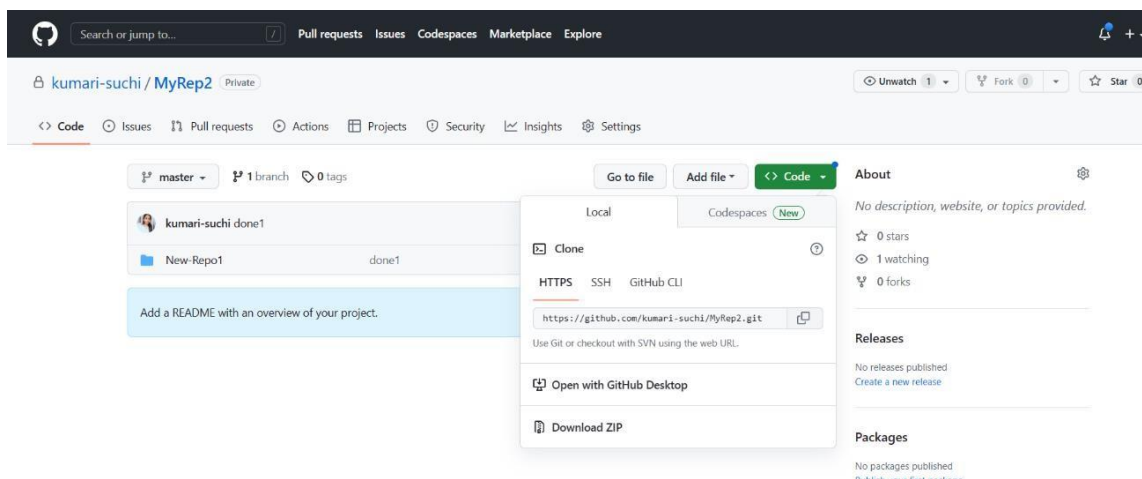 Search or jump to... / Pull requests Issues Codespaces Marketplace Explore
kumari-suchi / MyRep2 Private
Unwatch 1 Fork 0 Star 0
<> Code Issues Pull requests Actions Projects Security Insights Settings
master 1 branch 0 tags
Go to file Add file <> Code
kumari-suchi done1
New-Repo1 done1
Add a README with an overview of your project.
Local Codespaces New
Clone
HTTPS SSH GitHub CLI
https://github.com/kumari-suchi/MyRep2.git
Use Git or checkout with SVN using the web URL.
Open with GitHub Desktop
Download ZIP
About
No description, website, or topics provided.
0 stars
1 watching
0 forks
Releases
No releases published
Create a new release
Packages
No packages published